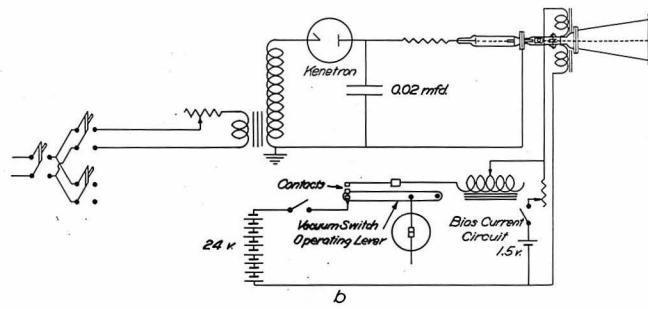 Kenetron
0.02 mfd.
Contacts
Vacuum Switch
Operating Lever
Bias Current
Circuit
1.5 v.
24 v.
b